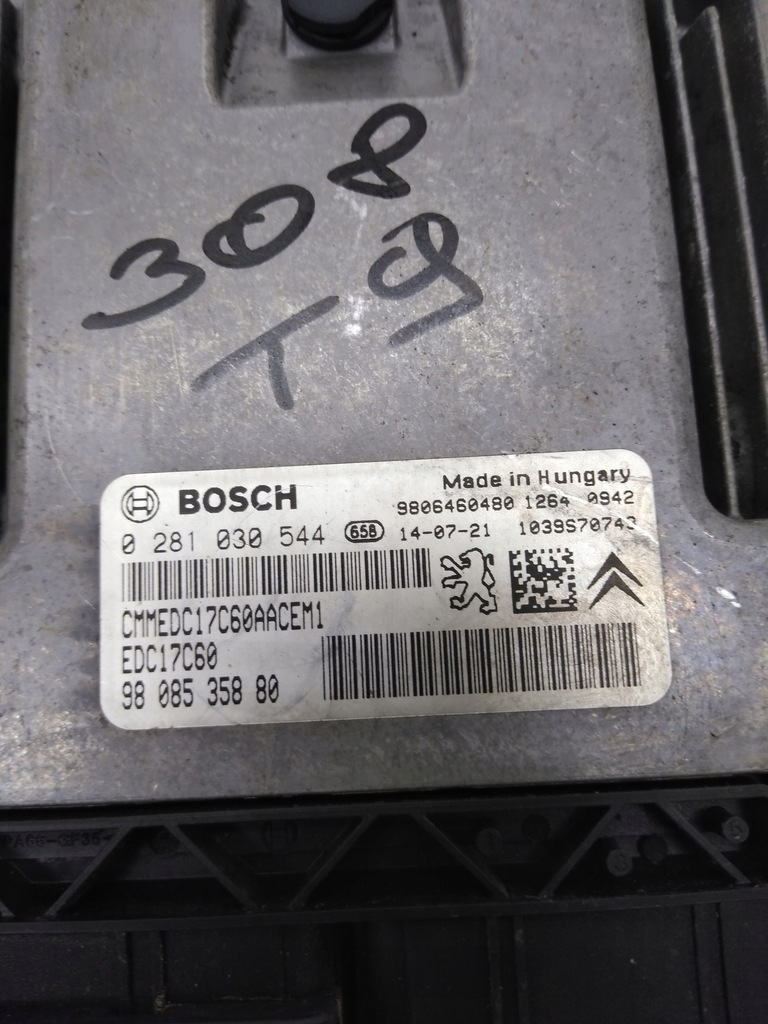 308
T9
BOSCH
Made in Hungary
9806460480 1264 0942
0 281 030 544 658 14-07-21 1039S70743
CMMEDC17C60AACEM1
EDC17C60
98 085 358 80